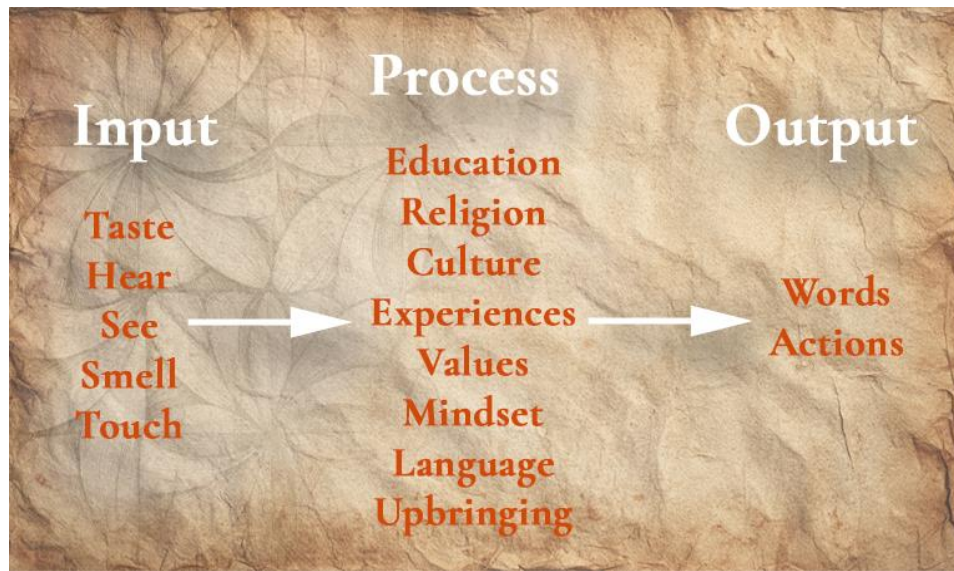 Input
Taste
Hear
See
Smell
Touch
Process
Education
Religion
Culture
Experiences
Values
Mindset
Language
Upbringing
Output
Words
Actions